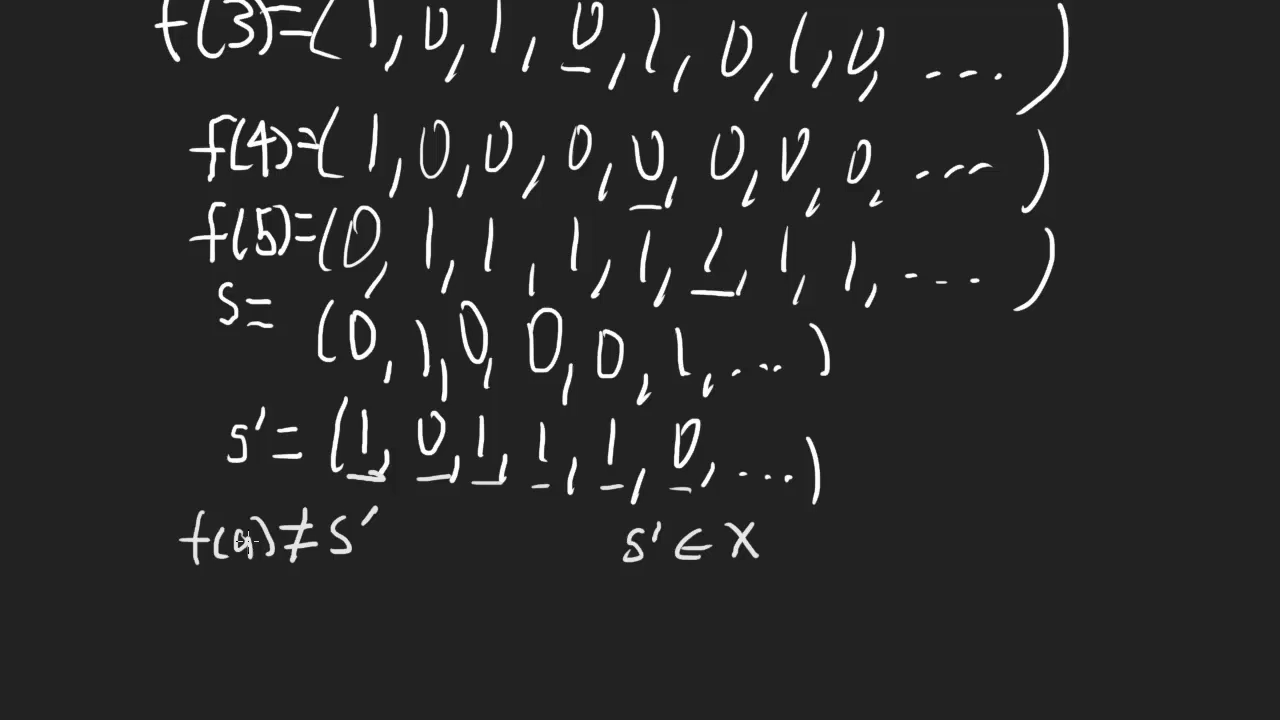 f(3)=(1,0,1,0,1,0,1,0,...)
f(4)=(1,0,0,0,0,0,0,0,...)
f(5)=(0,1,1,1,1,1,1,1,...)
s=(0,1,0,0,0,1,...)
s'=(1,0,1,1,1,0,...)
f(a)≠s' s'∈X